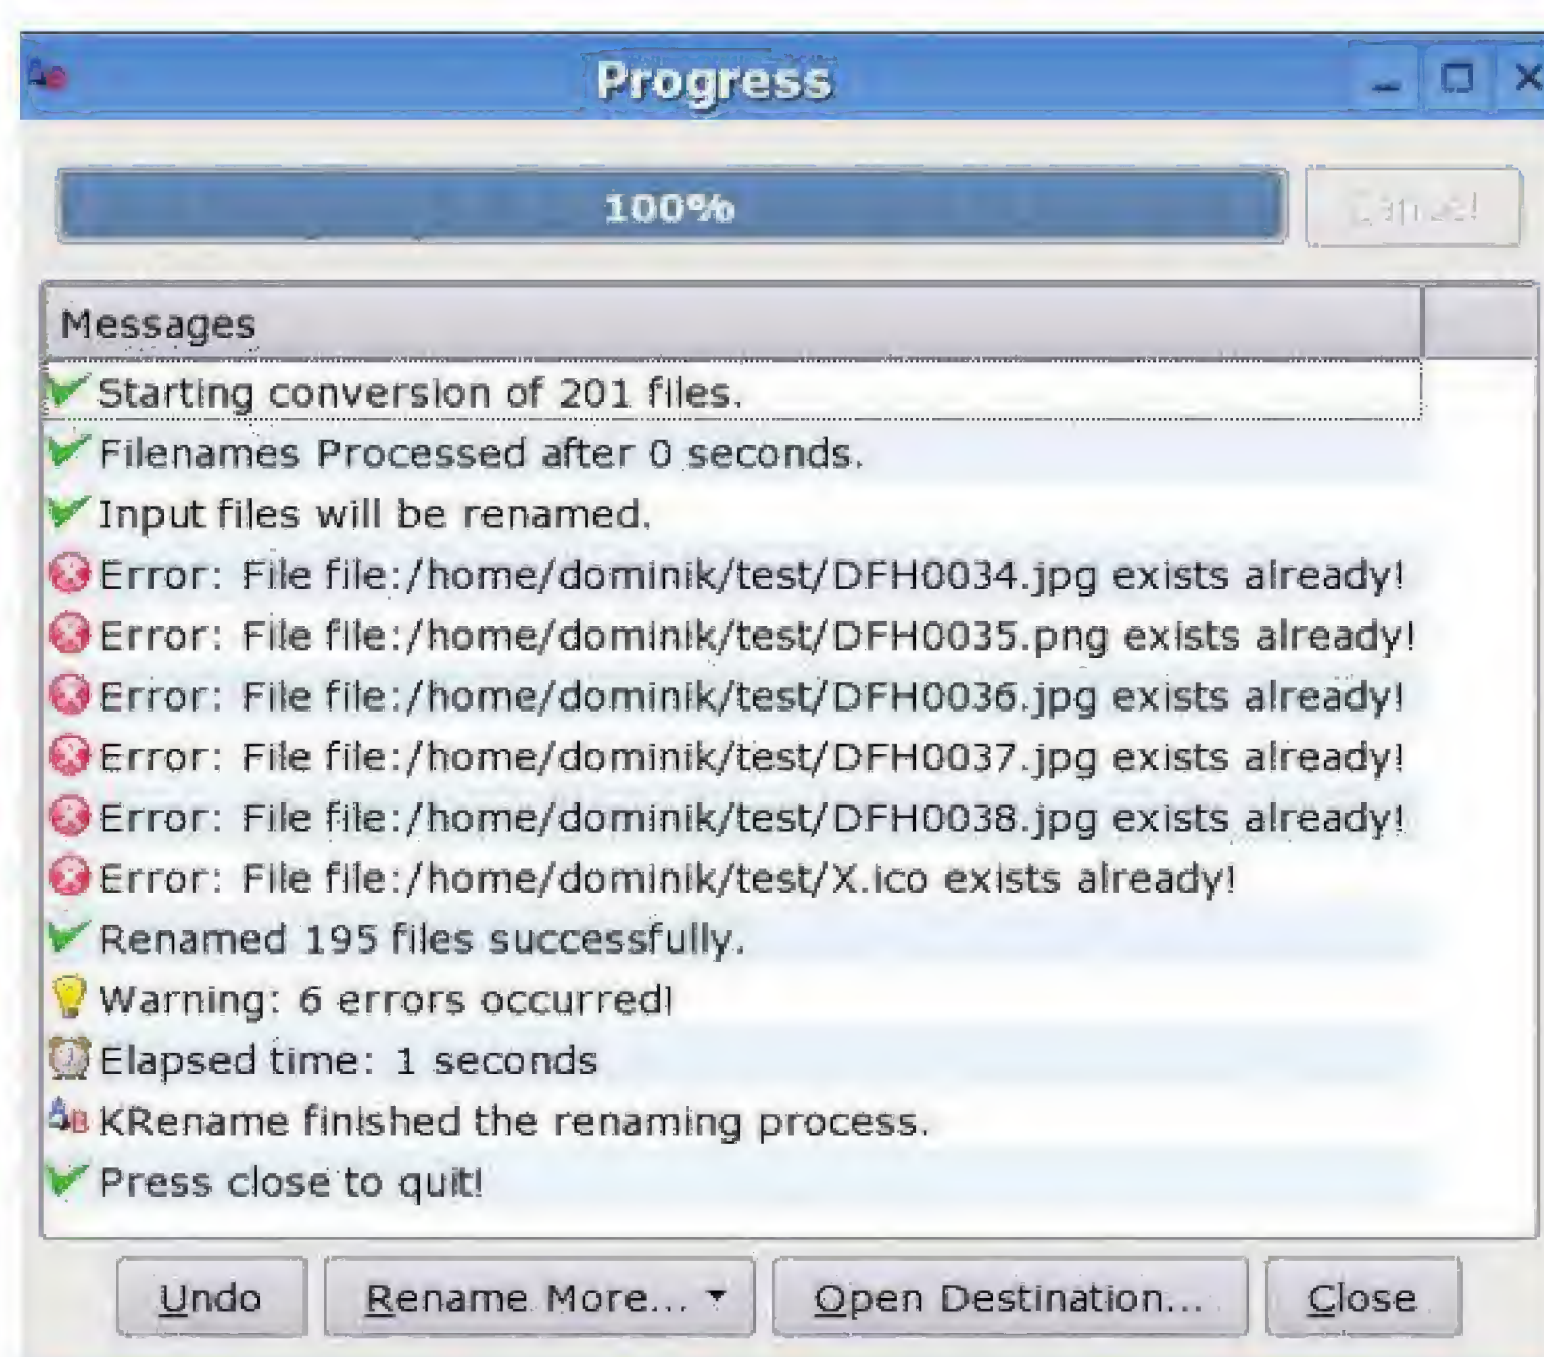 Progress
100%
Cancel
Messages
Starting conversion of 201 files.
Filenames Processed after 0 seconds.
Input files will be renamed.
Error: File file:/home/dominik/test/DFH0034.jpg exists already!
Error: File file:/home/dominik/test/DFH0035.png exists already!
Error: File file:/home/dominik/test/DFH0036.jpg exists already!
Error: File file:/home/dominik/test/DFH0037.jpg exists already!
Error: File file:/home/dominik/test/DFH0038.jpg exists already!
Error: File file:/home/dominik/test/X.ico exists already!
Renamed 195 files successfully.
Warning: 6 errors occurred!
Elapsed time: 1 seconds
KRename finished the renaming process.
Press close to quit!
Undo
Rename More...
Open Destination...
Close